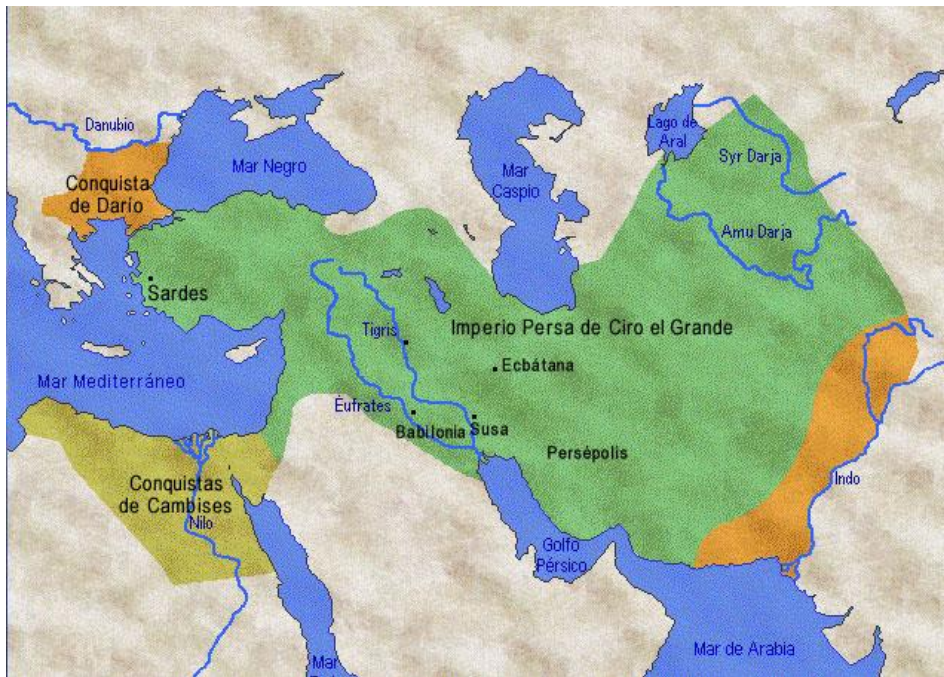 Danubio
Mar Negro
Conquista
de Darío
Mar
Caspio
Lago de
Aral
Syr Darja
Amu Darja
Sardes
Tigris
Imperio Persa de Ciro el Grande
Ecbátana
Mar Mediterráneo
Éufrates
Babilonia
Susa
Persépolis
Conquistas
de Cambises
Nilo
Indo
Golfo
Pérsico
Mar de Arabia
Mar